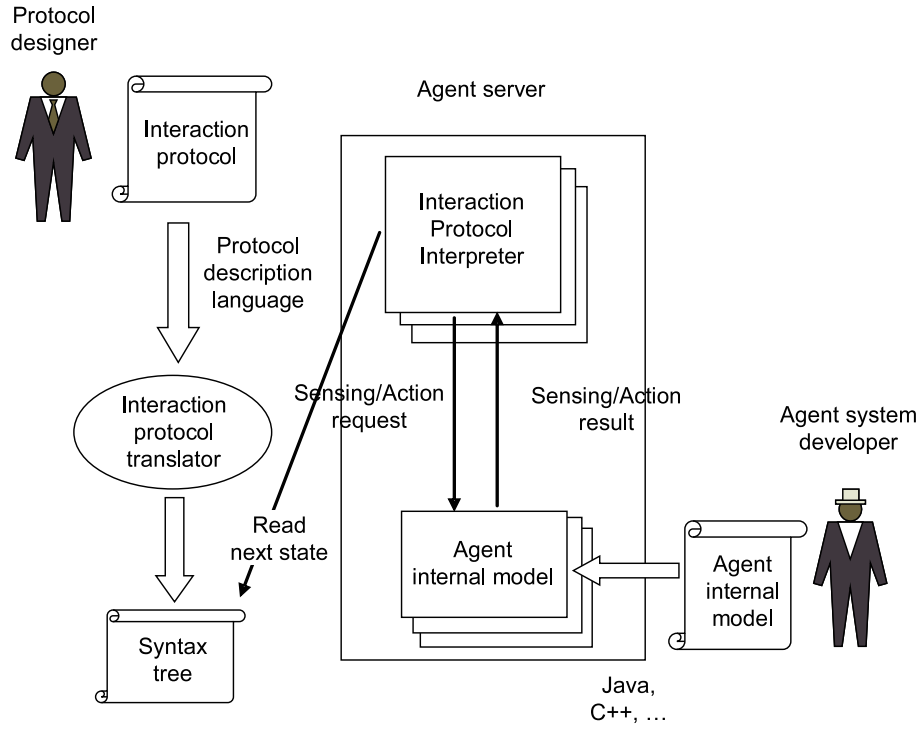 Protocol
designer
Interaction
protocol
Protocol
description
language
Interaction
protocol
translator
Syntax
tree
Read
next state
Agent server
Interaction
Protocol
Interpreter
Sensing/Action
request
Sensing/Action
result
Agent
internal model
Agent system
developer
Agent
internal
model
Java,
C++, …